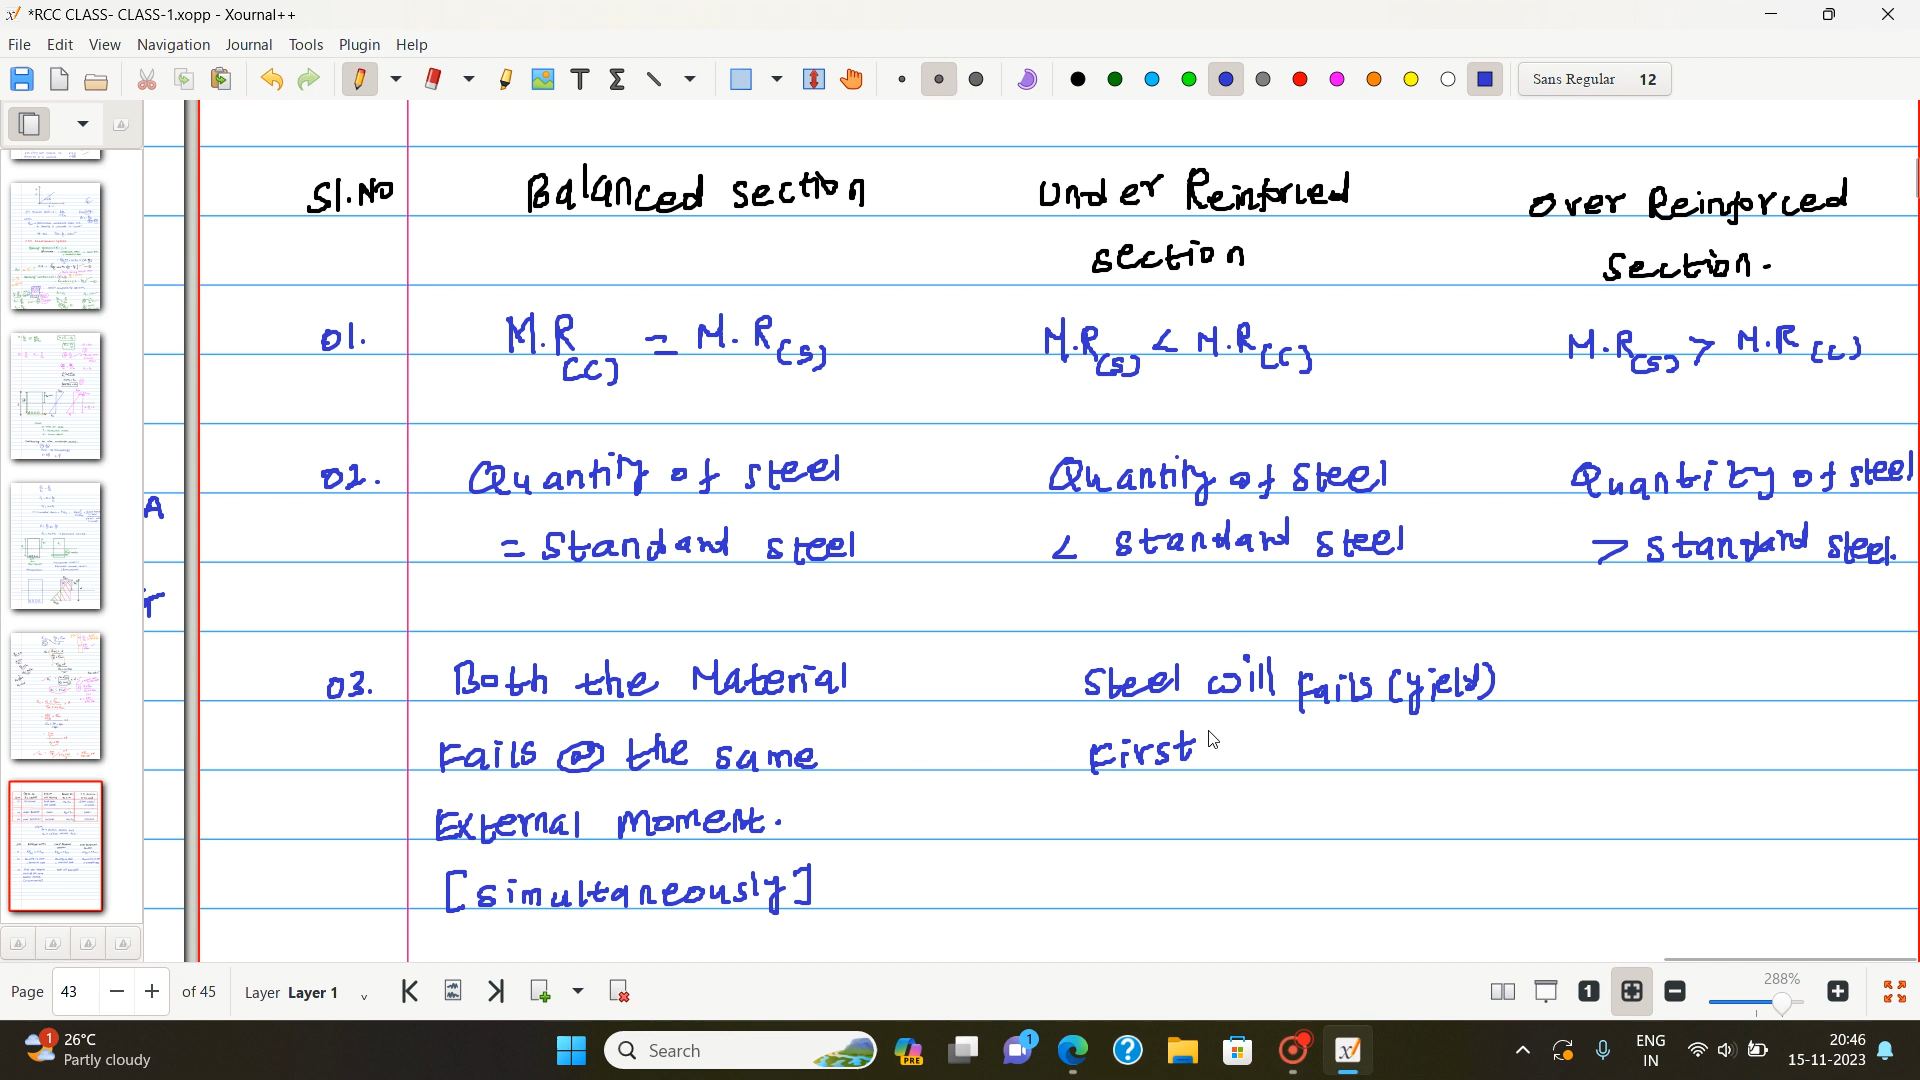 *RCC CLASS- CLASS-1.xopp - Xournal++
File Edit View Navigation Journal Tools Plugin Help
Sans Regular 12
Sl.No Balanced section Under Reinforced section Over Reinforced section.
01. M.R(C) = M.R(S) M.R(S) < M.R(C) M.R(S) > M.R(C)
02. Quantity of steel Quantity of Steel Quantity of steel
= Standard steel < Standard Steel > standard steel.
03. Both the Material Steel will Fails (yield)
Fails @ the same First
External Moment.
[simultaneously]
A
T
Page 43 of 45 Layer Layer 1 288%
26°C
Partly cloudy
Search
PRE
1
1
ENG
IN
20:46
15-11-2023